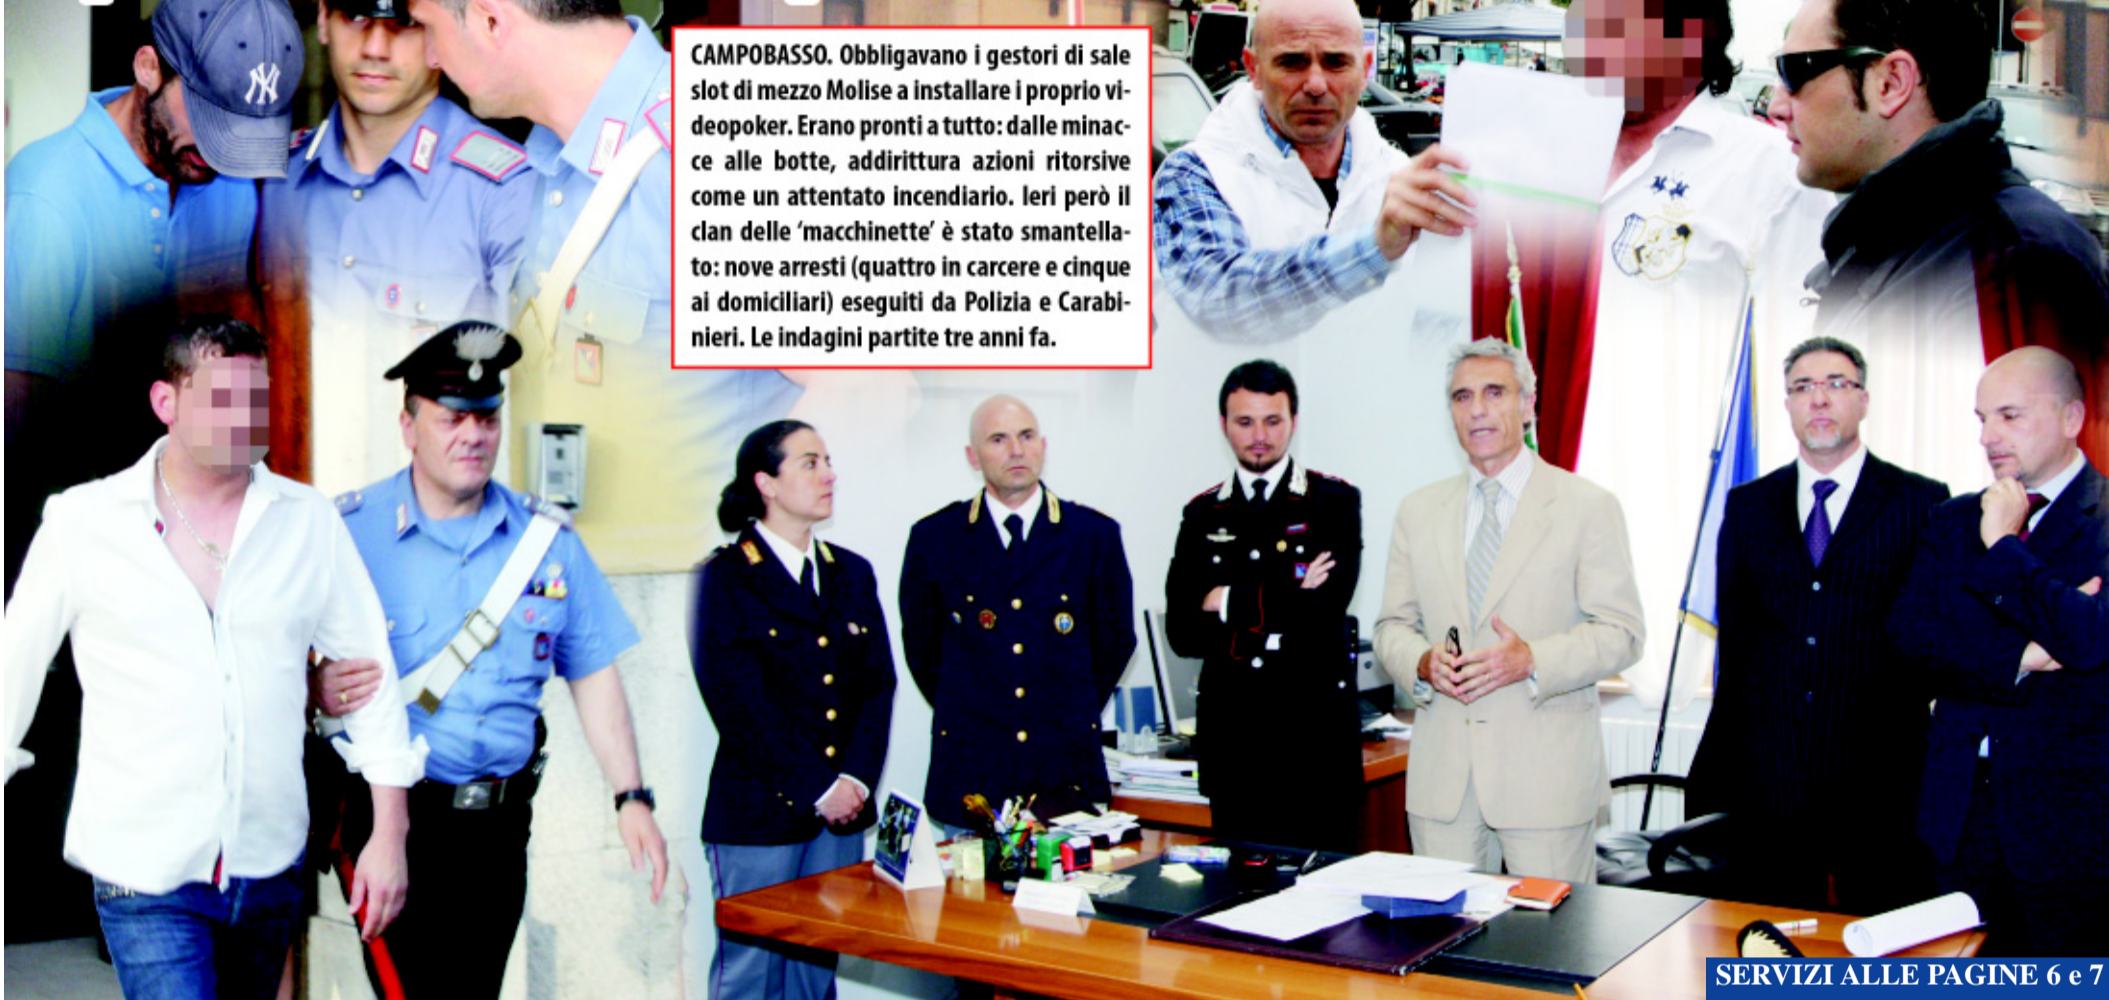 CAMPOBASSO. Obbligavano i gestori di sale
slot di mezzo Molise a installare i proprio vi-
deopoker. Erano pronti a tutto: dalle minac-
ce alle botte, addirittura azioni ritorsive
come un attentato incendiario. Ieri però il
clan delle ‘macchinette’ è stato smantella-
to: nove arresti (quattro in carcere e cinque
ai domiciliari) eseguiti da Polizia e Carabi-
nieri. Le indagini partite tre anni fa.
NY
SERVIZI ALLE PAGINE 6 e 7